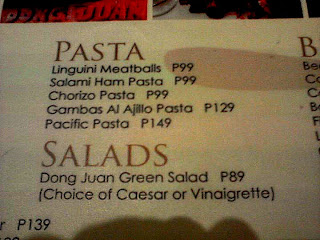 PASTA
Linguini Meatballs P99
Salami Ham Pasta P99
Chorizo Pasta P99
Gambas Al Ajillo Pasta P129
Pacific Pasta P149
SALADS
Dong Juan Green Salad P89
(Choice of Caesar or Vinaigrette)
P139